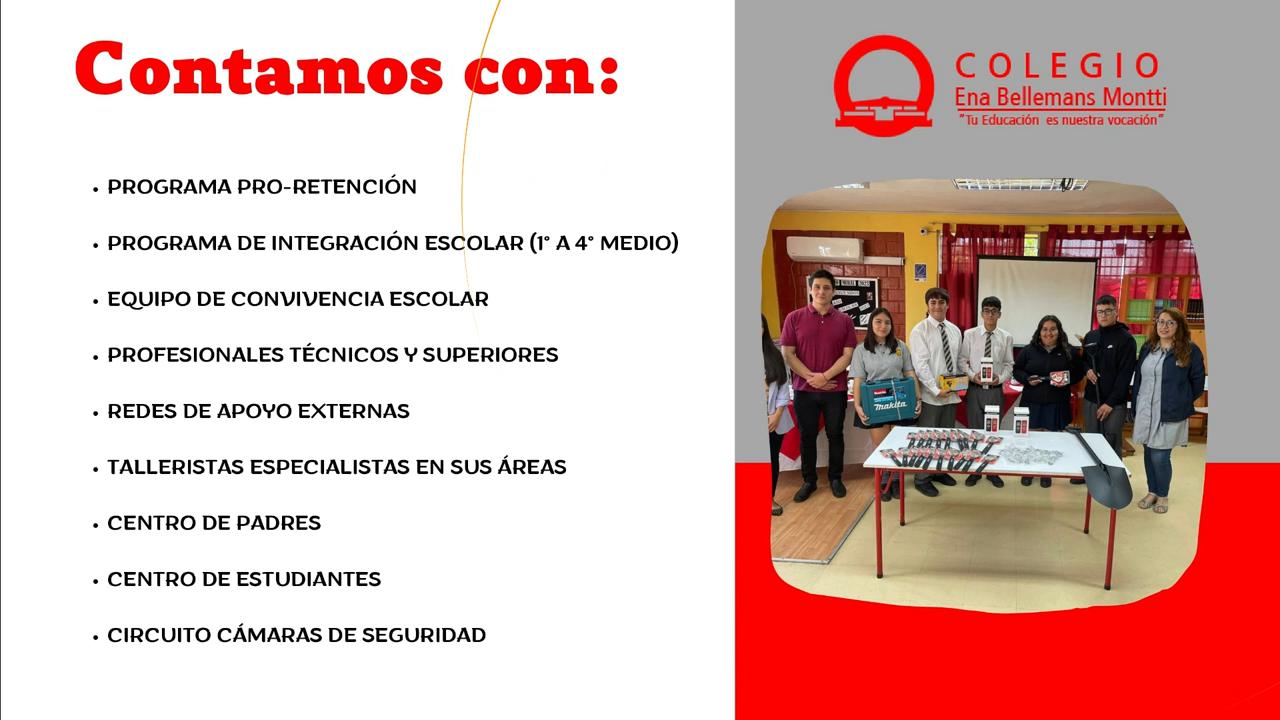 Contamos con:
• PROGRAMA PRO-RETENCIÓN
• PROGRAMA DE INTEGRACIÓN ESCOLAR (1° A 4° MEDIO)
• EQUIPO DE CONVIVENCIA ESCOLAR
• PROFESIONALES TÉCNICOS Y SUPERIORES
• REDES DE APOYO EXTERNAS
• TALLERISTAS ESPECIALISTAS EN SUS ÁREAS
• CENTRO DE PADRES
• CENTRO DE ESTUDIANTES
• CIRCUITO CÁMARAS DE SEGURIDAD
COLEGIO
Ena Bellemans Montti
"Tu Educación es nuestra vocación"
makita